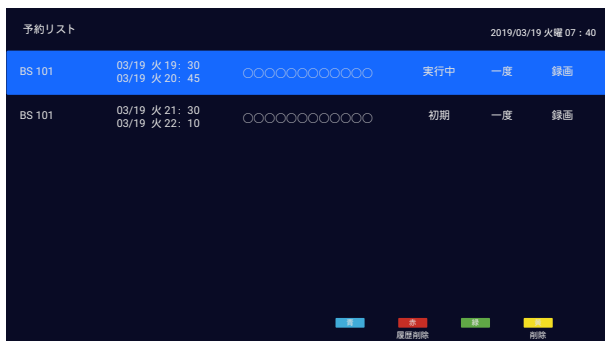 予約リスト
2019/03/19 火曜 07 : 40
BS 101
03/19 火 19: 30
03/19 火 20: 45
○○○○○○○○○○○○
実行中
一度
録画
BS 101
03/19 火 21: 30
03/19 火 22: 10
○○○○○○○○○○○○
初期
一度
録画
青
赤
緑
履歴削除
削除